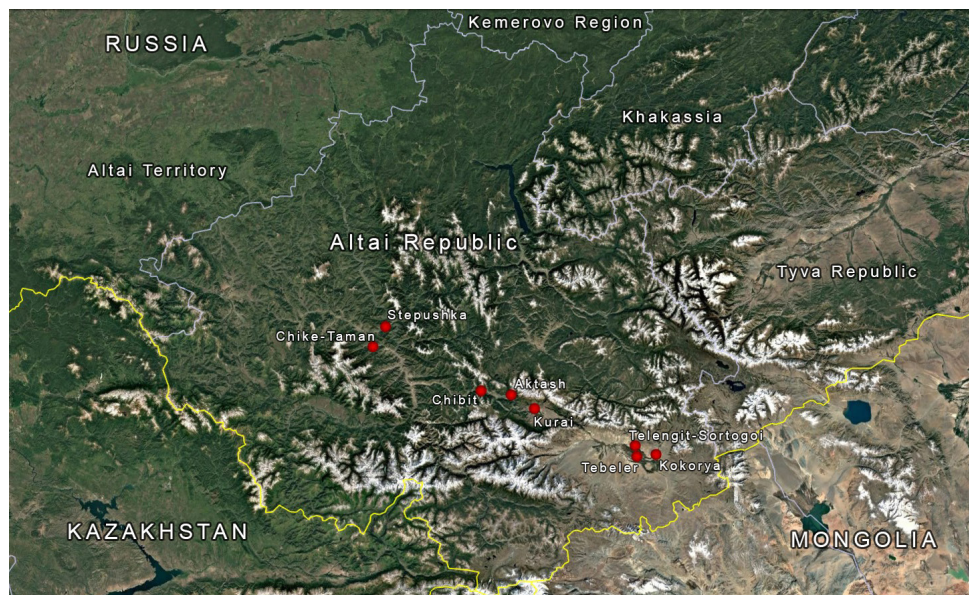 Kemerovo Region
RUSSIA
Khakassia
Altai Territory
Altai Republic
Tyva Republic
Stepushka
Chike-Taman
Aktash
Chibit
Kurai
Telengit-Sortogoi
Tebeler
Kokorya
KAZAKHSTAN
MONGOLIA